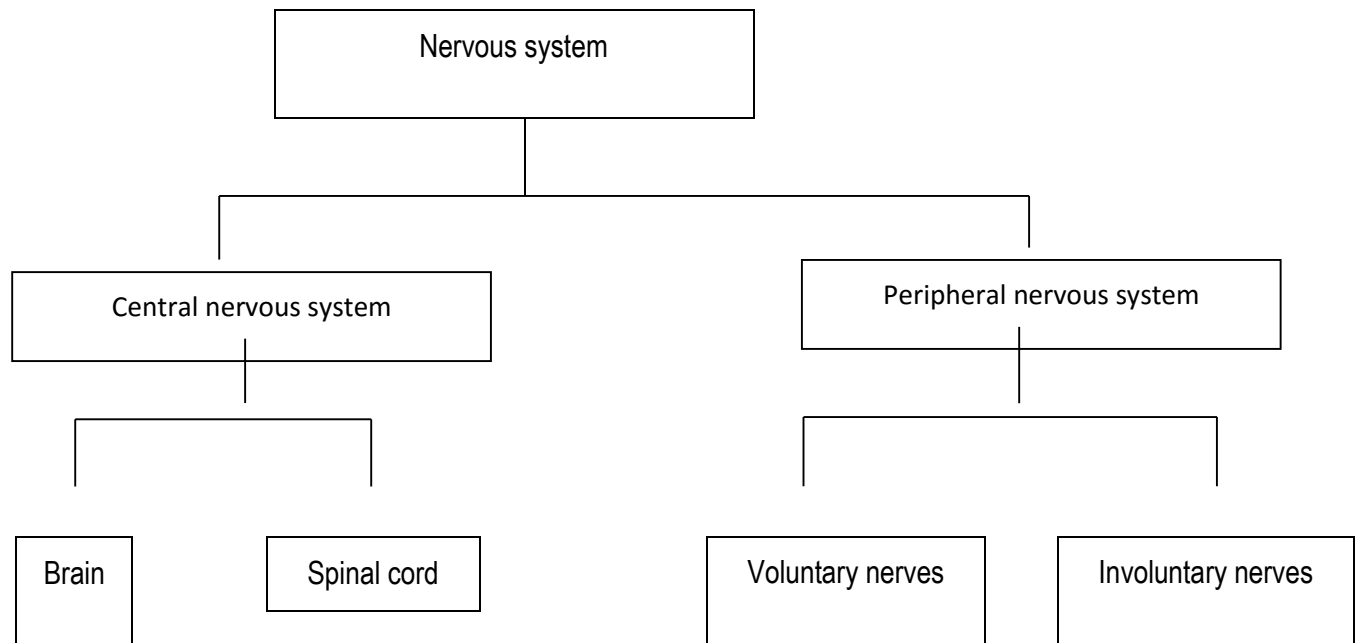 Nervous system
Central nervous system
Peripheral nervous system
Brain
Spinal cord
Voluntary nerves
Involuntary nerves